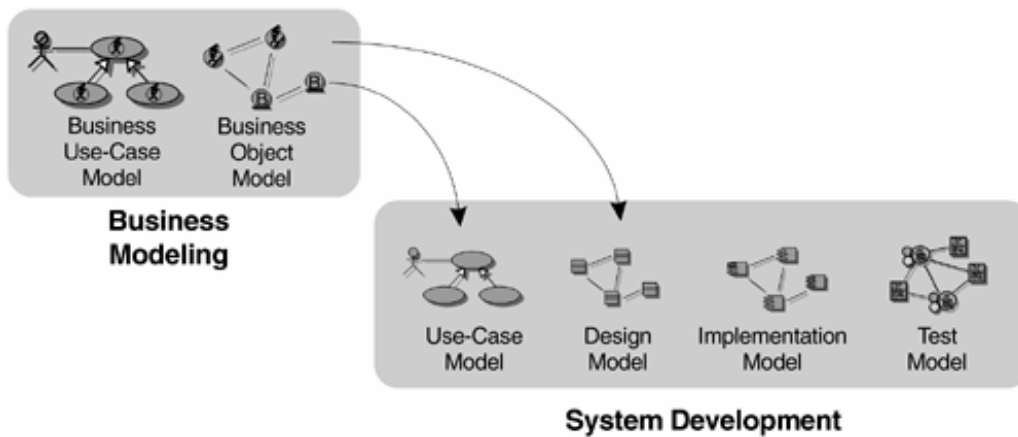 Business
Use-Case
Model
Business
Object
Model
Business
Modeling
Use-Case
Model
Design
Model
Implementation
Model
Test
Model
System Development